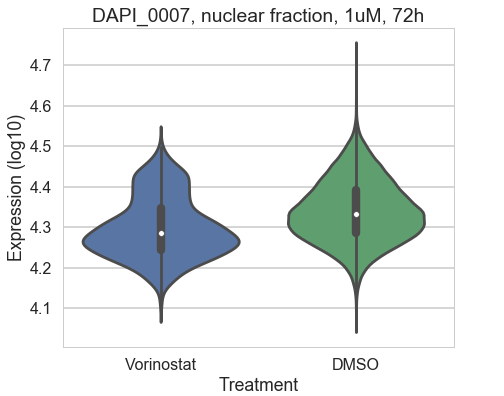 DAPI_0007, nuclear fraction, 1uM, 72h
Expression (log10)
4.7
4.6
4.5
4.4
4.3
4.2
4.1
Vorinostat DMSO
Treatment